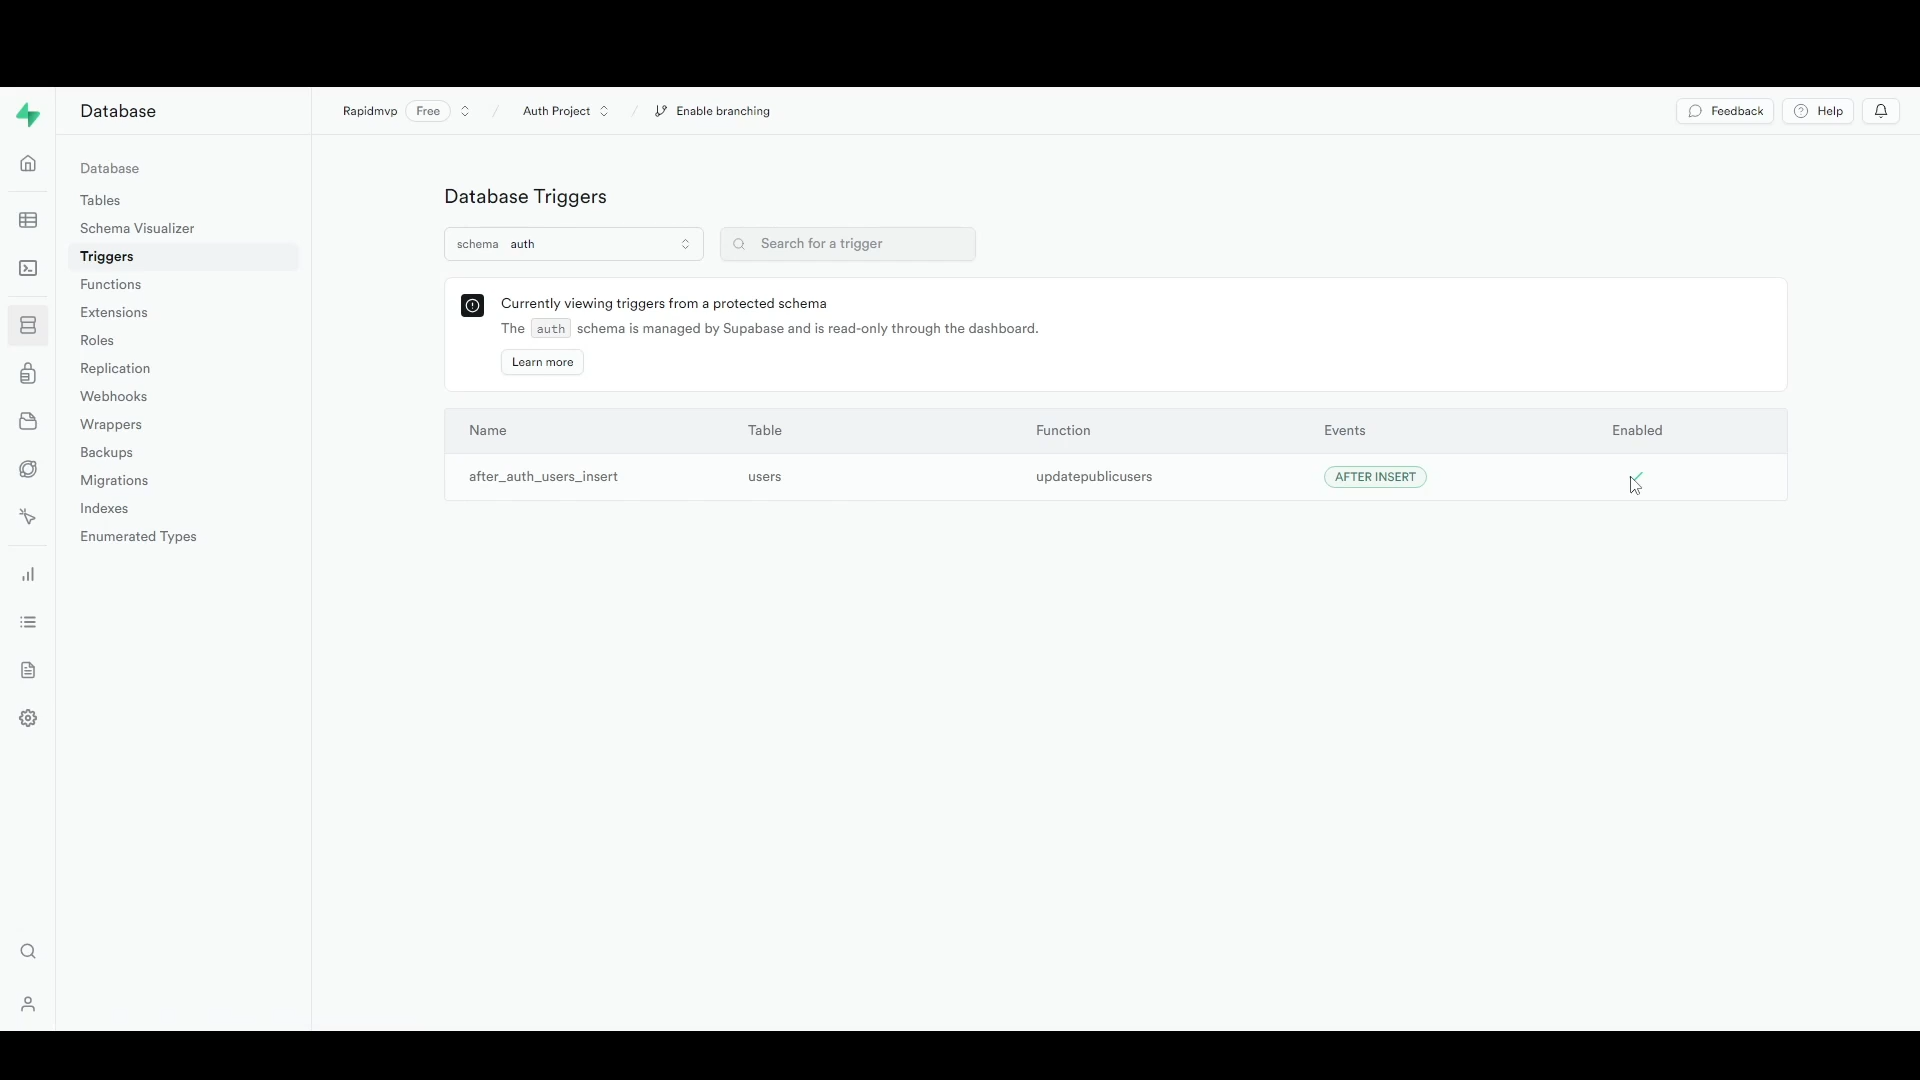 Database
Rapidmvp Free / Auth Project / Enable branching
Feedback
Help
Database
Tables
Schema Visualizer
Triggers
Functions
Extensions
Roles
Replication
Webhooks
Wrappers
Backups
Migrations
Indexes
Enumerated Types
Database Triggers
schema auth
Search for a trigger
Currently viewing triggers from a protected schema
The auth schema is managed by Supabase and is read-only through the dashboard.
Learn more
Name Table Function Events Enabled
after_auth_users_insert users updatepublicusers AFTER INSERT